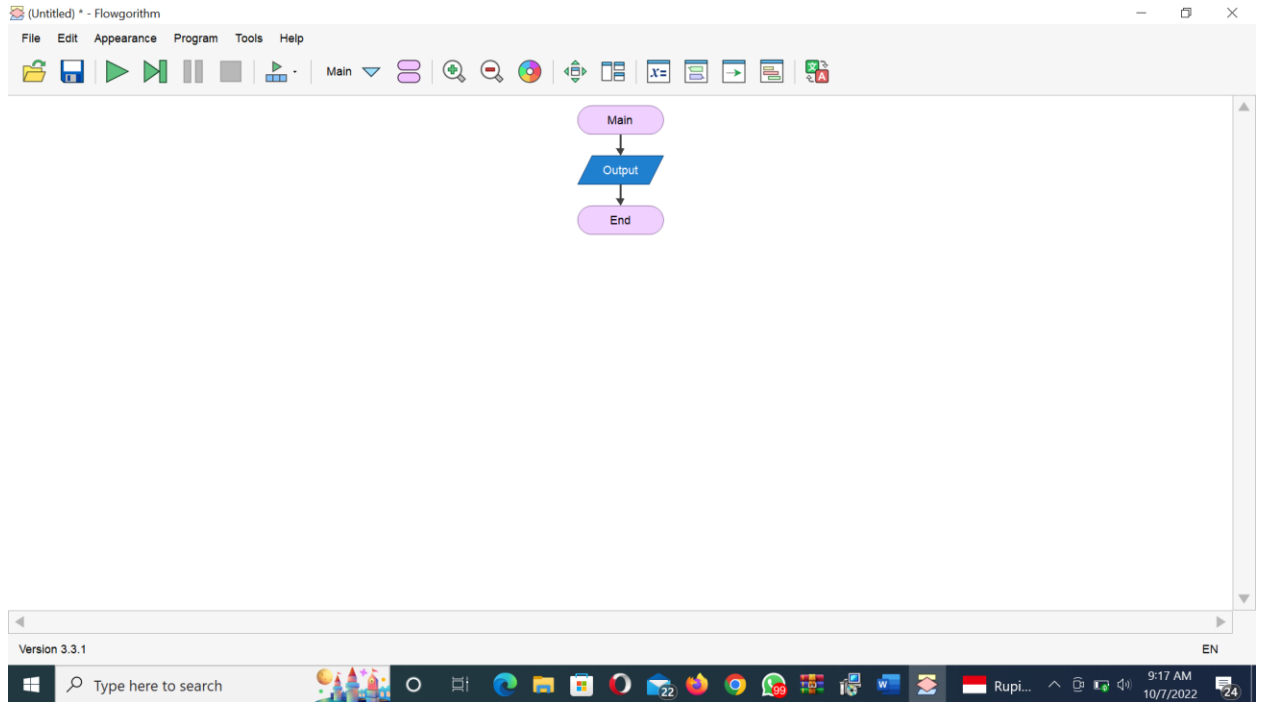 (Untitled) * - Flowgorithm
File Edit Appearance Program Tools Help
Main
x=
A
Main
Output
End
Version 3.3.1
EN
Type here to search
22
99
W
Rupi...
9:17 AM
10/7/2022
24